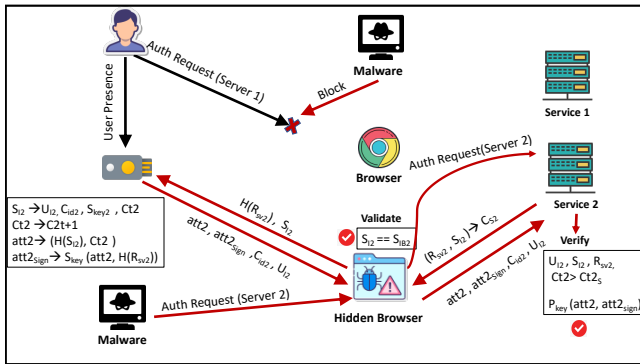 Auth Request (Server 1)
User Presence
Malware
Block
Service 1
Browser
Auth Request(Server 2)
Service 2
S_I2 →U_I2, C_id2, S_key2 , Ct2
Ct2 →C2t+1
att2→ (H(S_I2), Ct2 )
att2_Sign→ S_key (att2, H(R_sv2))
H(R_sv2) , S_I2
att2, att2_sign ,C_id2, U_I2
Validate
S_I2 == S_IB2
(R_sv2 , S_I2 )→ C_S2
att2 , att2_sign,C_id2, U_I2
Verify
U_I2, S_I2 , R_sv2,
Ct2> Ct2_S
P_key (att2, att2_sign)
Auth Request (Server 2)
Malware
Hidden Browser